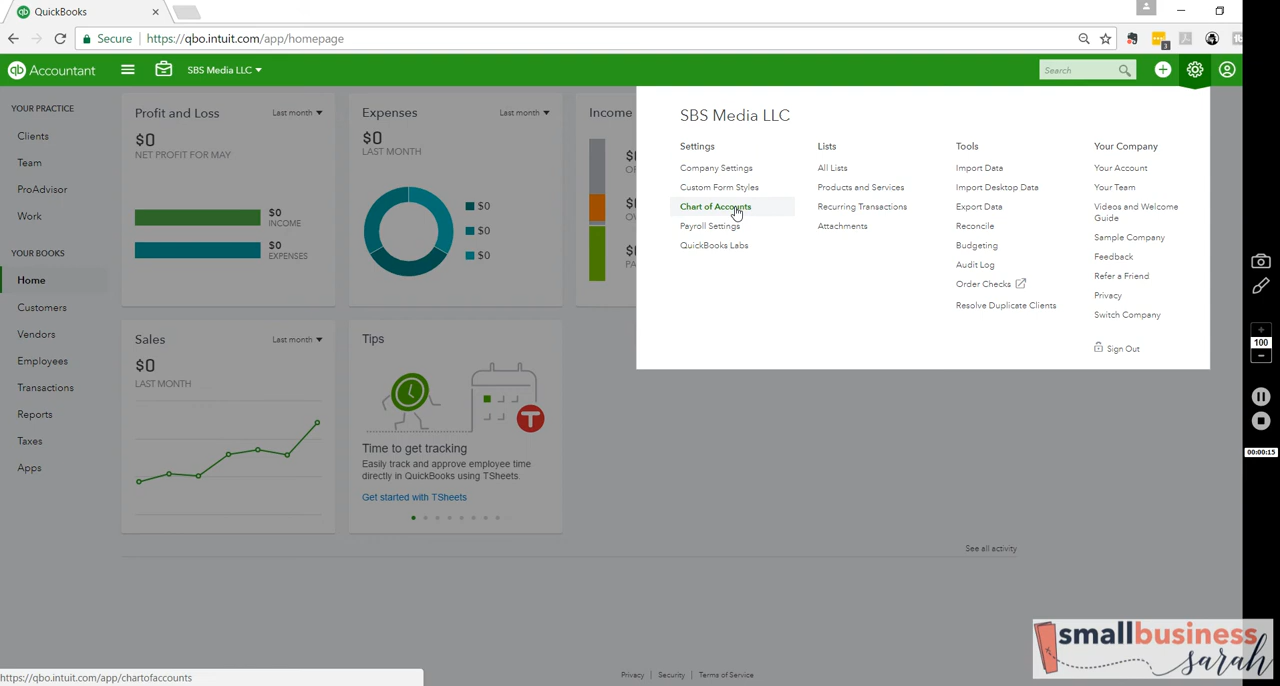 QuickBooks
Secure
https://qbo.intuit.com/app/homepage
3
qb Accountant
SBS Media LLC
Search
YOUR PRACTICE
Clients
Team
ProAdvisor
Work
YOUR BOOKS
Home
Customers
Vendors
Employees
Transactions
Reports
Taxes
Apps
Profit and Loss
Last month
$0
NET PROFIT FOR MAY
$0
INCOME
$0
EXPENSES
Expenses
Last month
$0
LAST MONTH
$0
$0
$0
Income
Sales
Last month
$0
LAST MONTH
Tips
Time to get tracking
Easily track and approve employee time
directly in QuickBooks using TSheets.
Get started with TSheets
SBS Media LLC
Settings
Company Settings
Custom Form Styles
Chart of Accounts
Payroll Settings
QuickBooks Labs
Lists
All Lists
Products and Services
Recurring Transactions
Attachments
Tools
Import Data
Import Desktop Data
Export Data
Reconcile
Budgeting
Audit Log
Order Checks
Resolve Duplicate Clients
Your Company
Your Account
Your Team
Videos and Welcome
Guide
Sample Company
Feedback
Refer a Friend
Privacy
Switch Company
Sign Out
See all activity
100
00:00:15
Privacy | Security | Terms of Service
https://qbo.intuit.com/app/chartofaccounts
smallbusiness
sarah